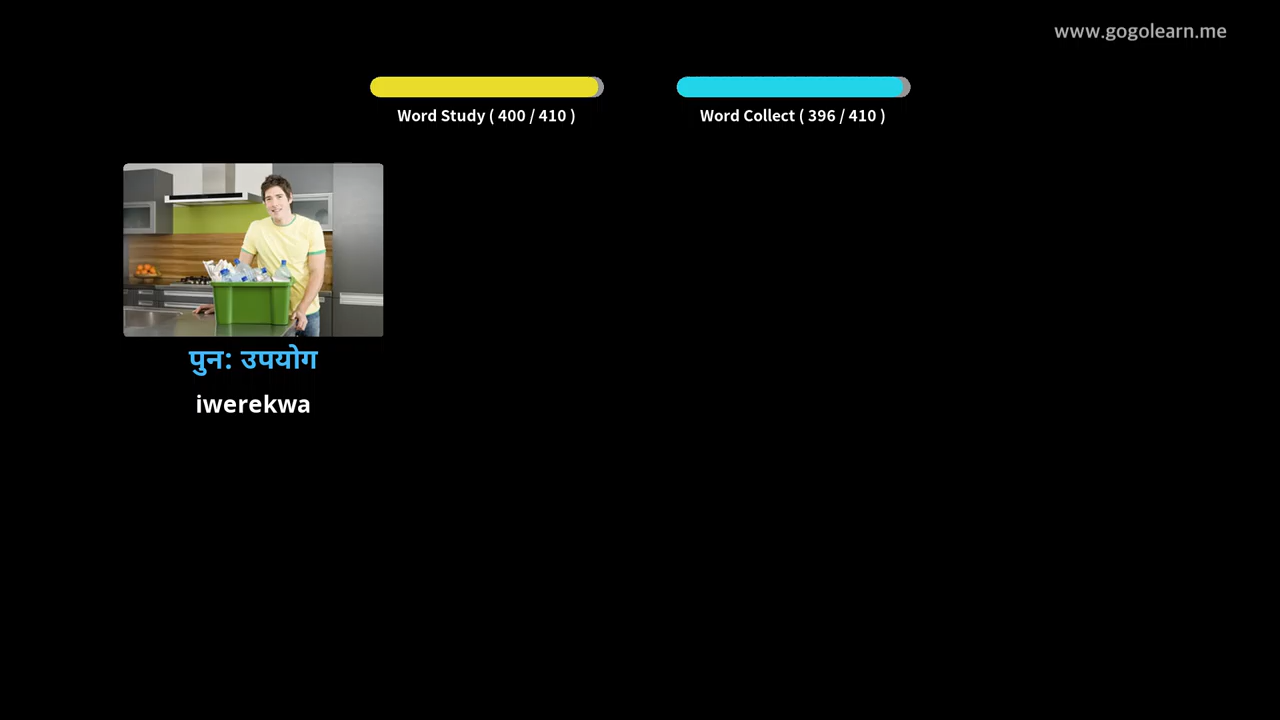 www.gogolearn.me
Word Study ( 400 / 410 )
Word Collect ( 396 / 410 )
पुन: उपयोग
iwerekwa